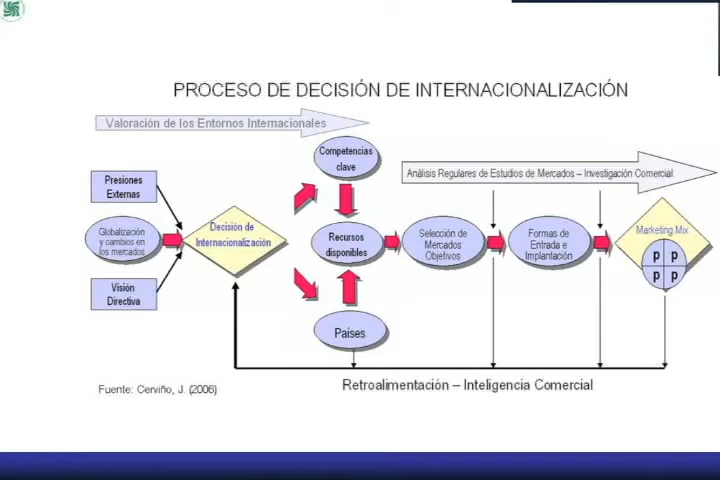 PROCESO DE DECISIÓN DE INTERNACIONALIZACIÓN
Valoración de los Entornos Internacionales
Competencias
clave
Análisis Regulares de Estudios de Mercados – Investigación Comercial
Presiones
Externas
Globalización
y cambios en
los mercados
Visión
Directiva
Decisión de
Internacionalización
Recursos
disponibles
Países
Selección de
Mercados
Objetivos
Formas de
Entrada e
Implantación
Marketing Mix
p p
p p
Retroalimentación – Inteligencia Comercial
Fuente: Cerviño, J. (2006)